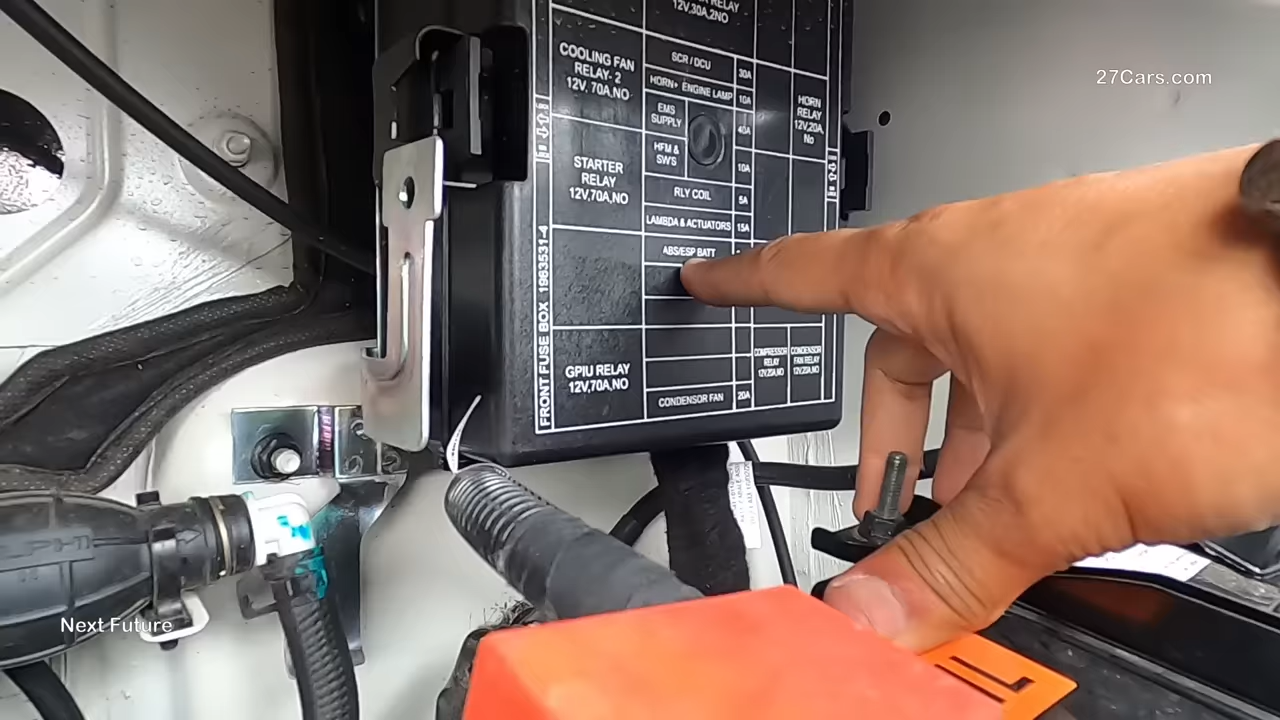 12V,30A,2NO
27Cars.com
COOLING FAN
RELAY- 2
12V, 70A,NO
SCR / DCU
30A
HORN+ ENGINE LAMP
10A
EMS
SUPPLY
40A
HFM &
SW'S
10A
HORN
RELAY
12V,20A,
No
STARTER
RELAY
12V,70A,NO
RLY COIL
5A
LAMBDA & ACTUATORS
15A
ABS/ESP BATT
FRONT FUSE BOX 1963531-4
GPIU RELAY
12V,70A,NO
CONDENSOR FAN
20A
COMPRESSOR
RELAY
12V,20A,NO
CONDENSOR
FAN RELAY
12V,20A,NO
Next Future